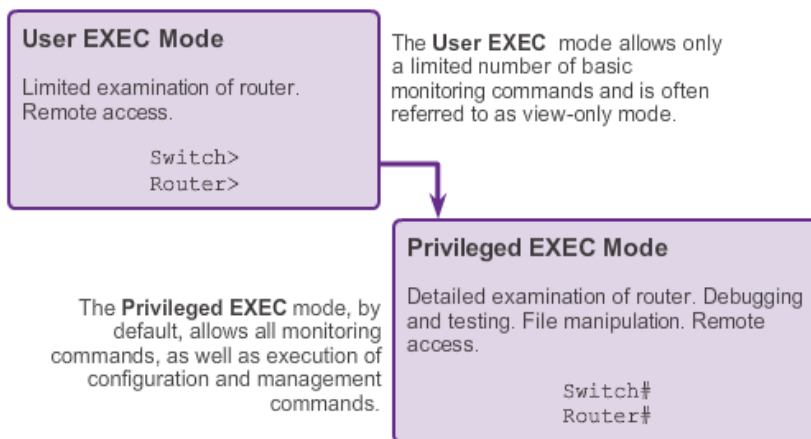 User EXEC Mode
Limited examination of router.
Remote access.
Switch>
Router>
The User EXEC mode allows only
a limited number of basic
monitoring commands and is often
referred to as view-only mode.
Privileged EXEC Mode
Detailed examination of router. Debugging
and testing. File manipulation. Remote
access.
Switch#
Router#
The Privileged EXEC mode, by
default, allows all monitoring
commands, as well as execution of
configuration and management
commands.